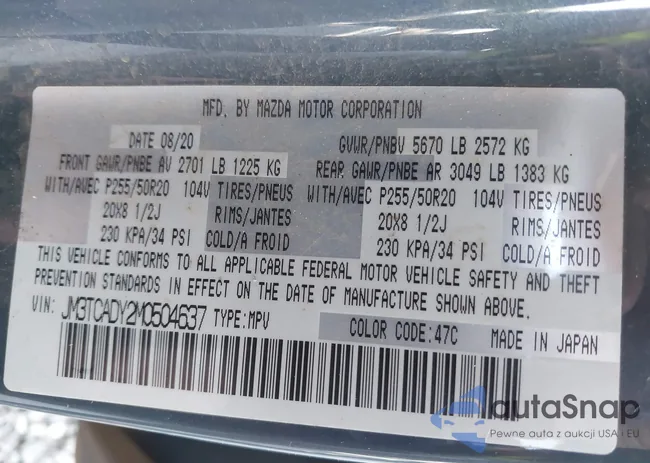 MFD. BY MAZDA MOTOR CORPORATION
DATE 08/20 GVWR/PNBV 5670 LB 2572 KG
FRONT GAWR/PNBE AV 2701 LB 1225 KG REAR GAWR/PNBE AR 3049 LB 1383 KG
WITH/AVEC P255/50R20 104V TIRES/PNEUS WITH/AVEC P255/50R20 104V TIRES/PNEUS
20X8 1/2J RIMS/JANTES 20X8 1/2J RIMS/JANTES
230 KPA/34 PSI COLD/A FROID 230 KPA/34 PSI COLD/A FROID
THIS VEHICLE CONFORMS TO ALL APPLICABLE FEDERAL MOTOR VEHICLE SAFETY AND THEFT
PREVENTION STANDARDS IN EFFECT ON THE DATE OF MANUFACTURE SHOWN ABOVE.
VIN: JM3TCADY2M0504637 TYPE:MPV COLOR CODE:47C MADE IN JAPAN
autaSnap
Pewne auta z aukcji USA i EU